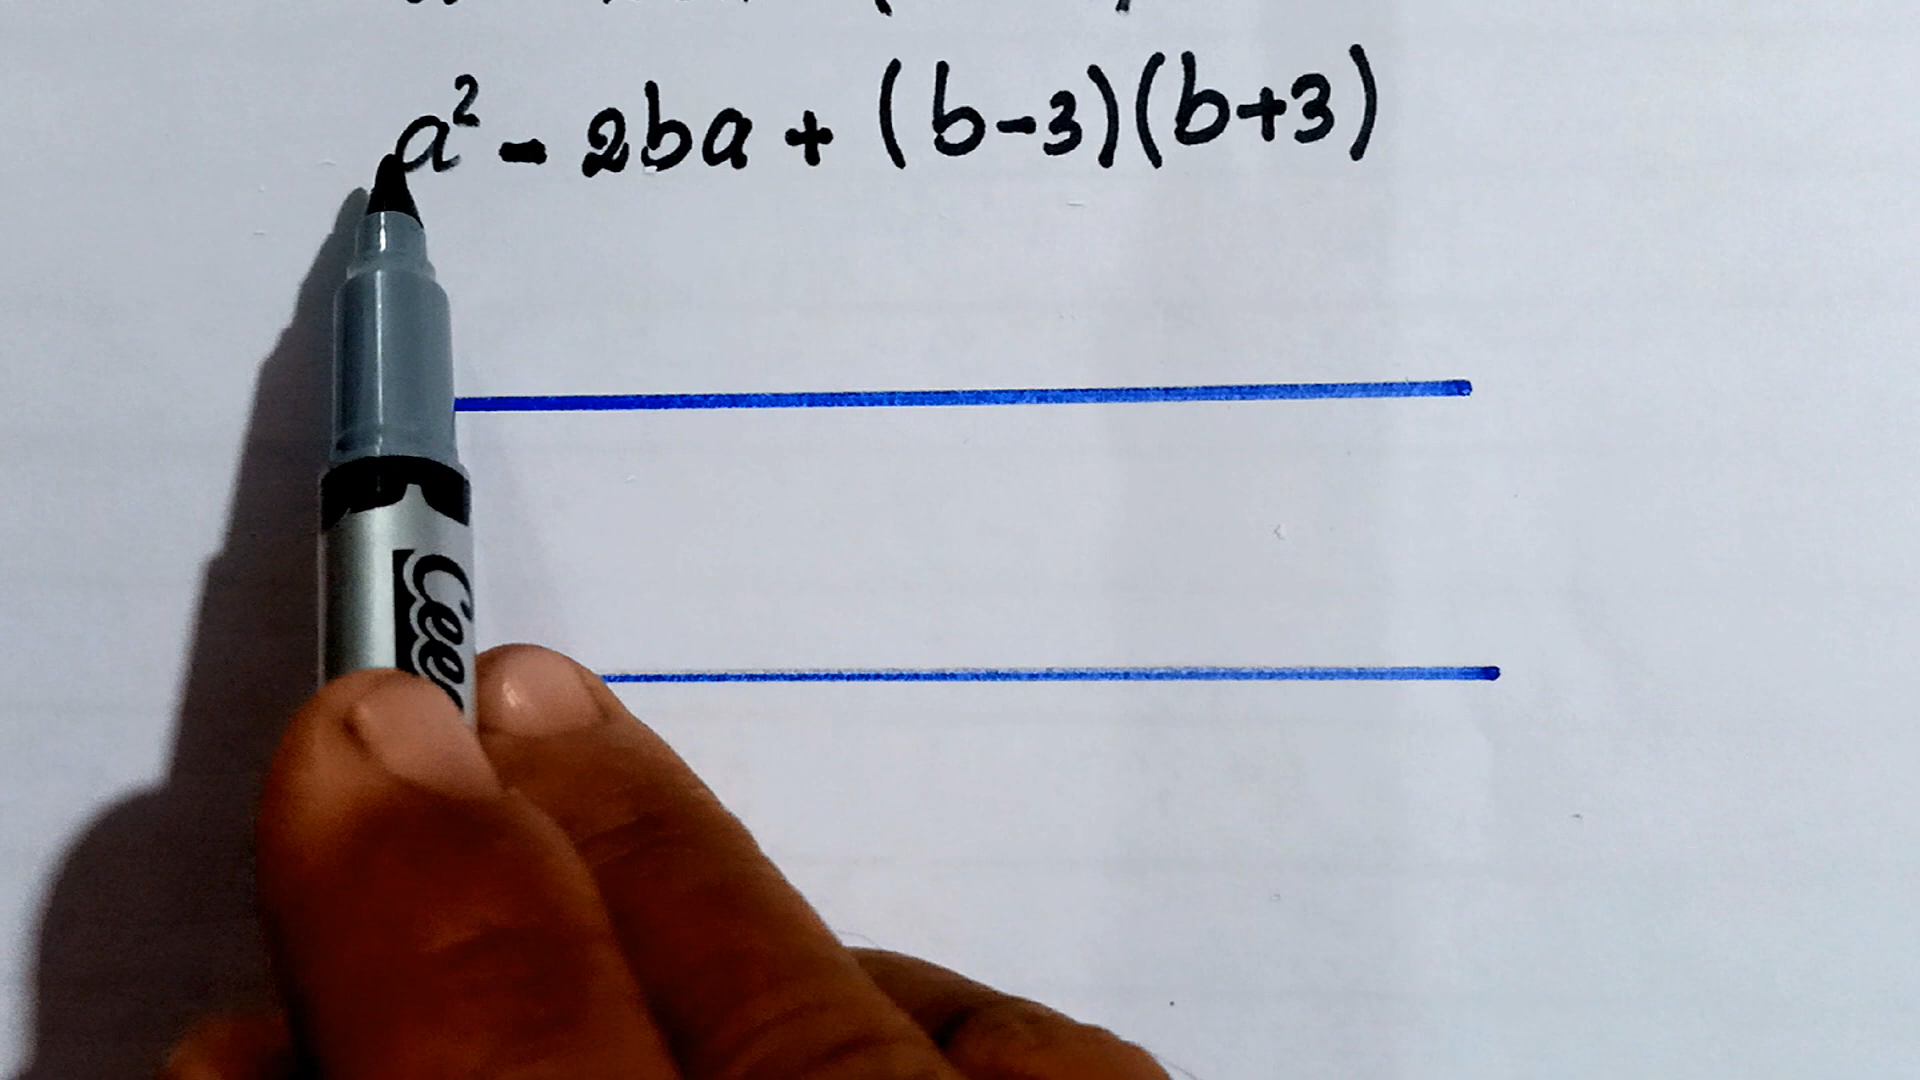 a² - 2ba + (b-3)(b+3)